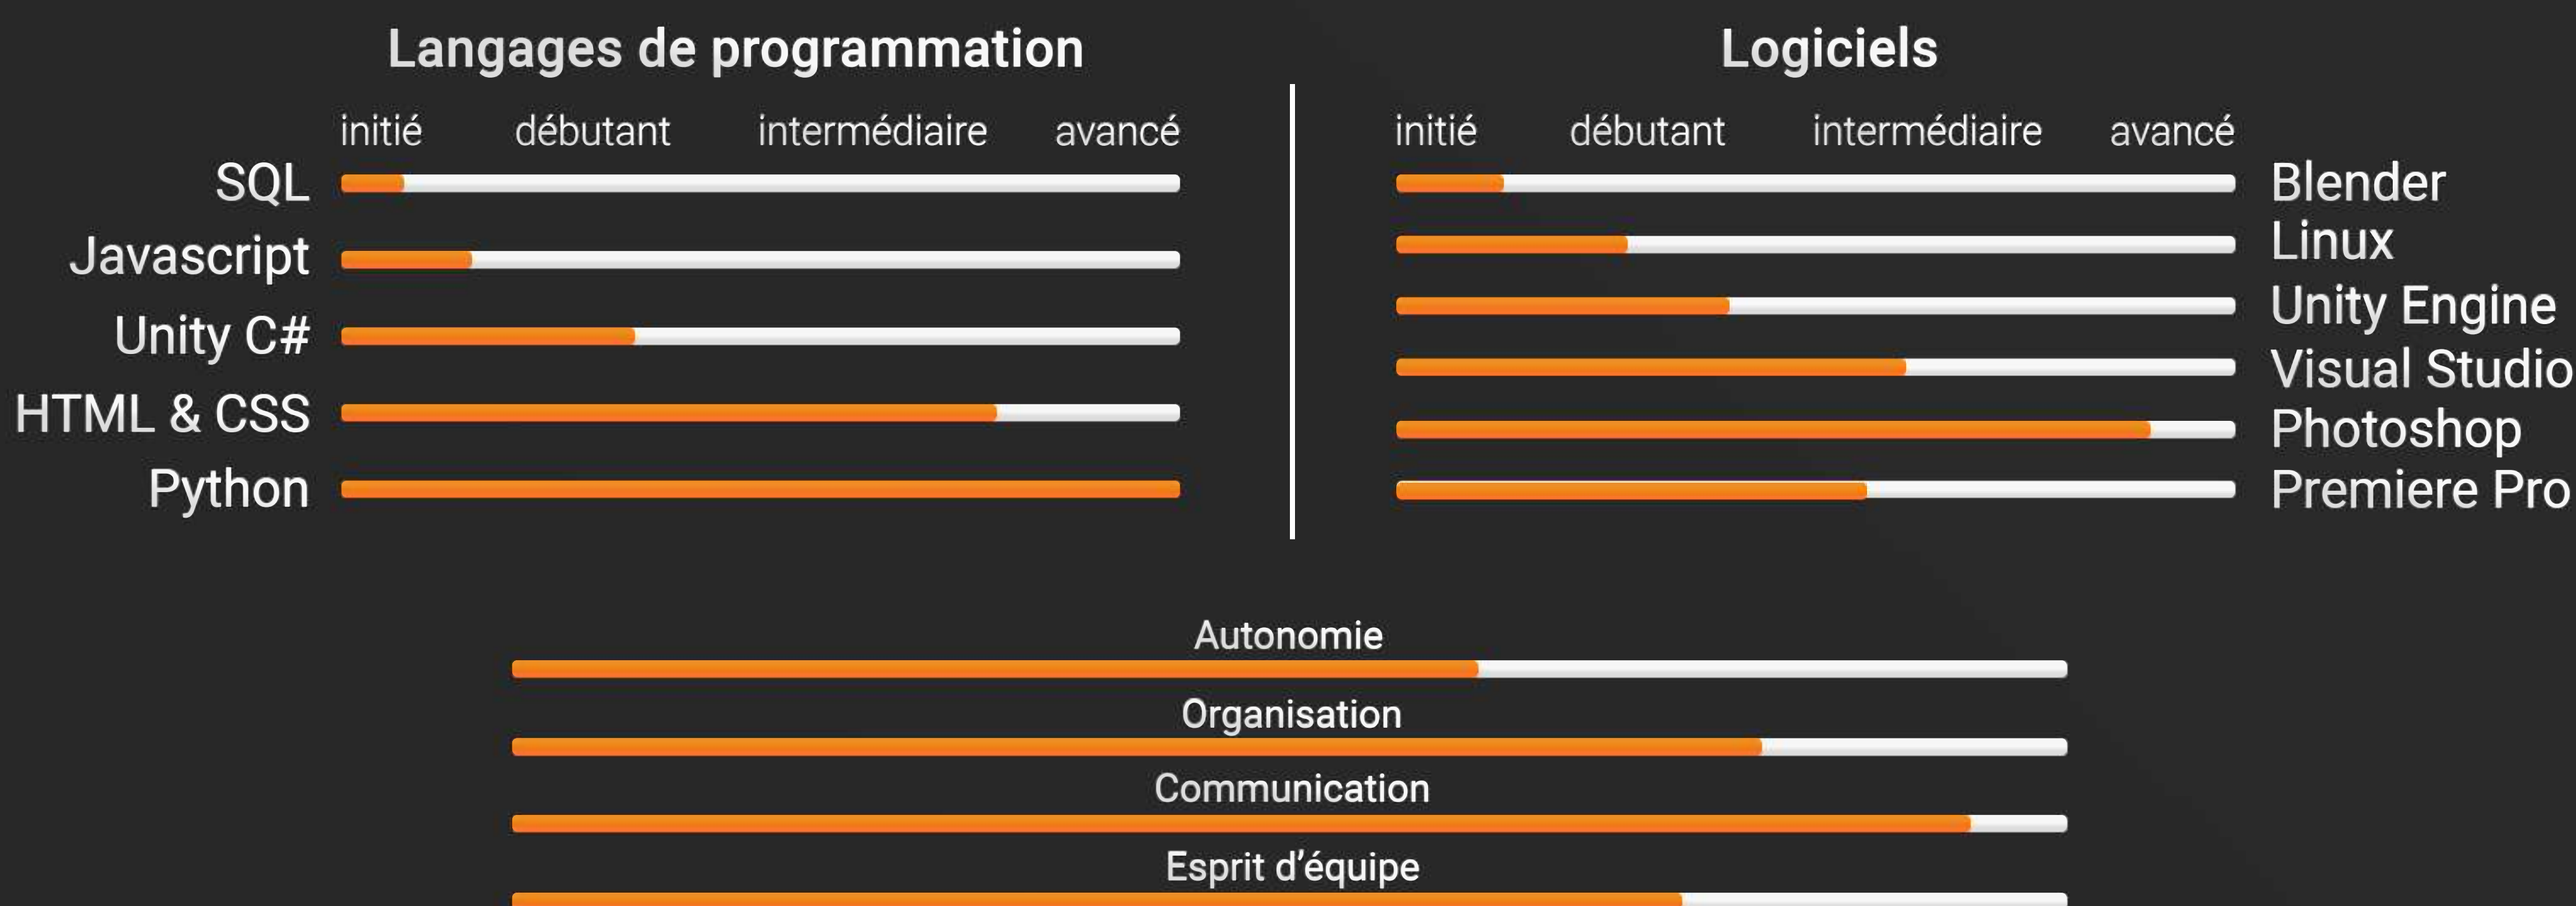 Langages de programmation
initié débutant intermédiaire avancé
SQL
Javascript
Unity C#
HTML & CSS
Python
Logiciels
initié débutant intermédiaire avancé
Blender
Linux
Unity Engine
Visual Studio
Photoshop
Premiere Pro
Autonomie
Organisation
Communication
Esprit d’équipe